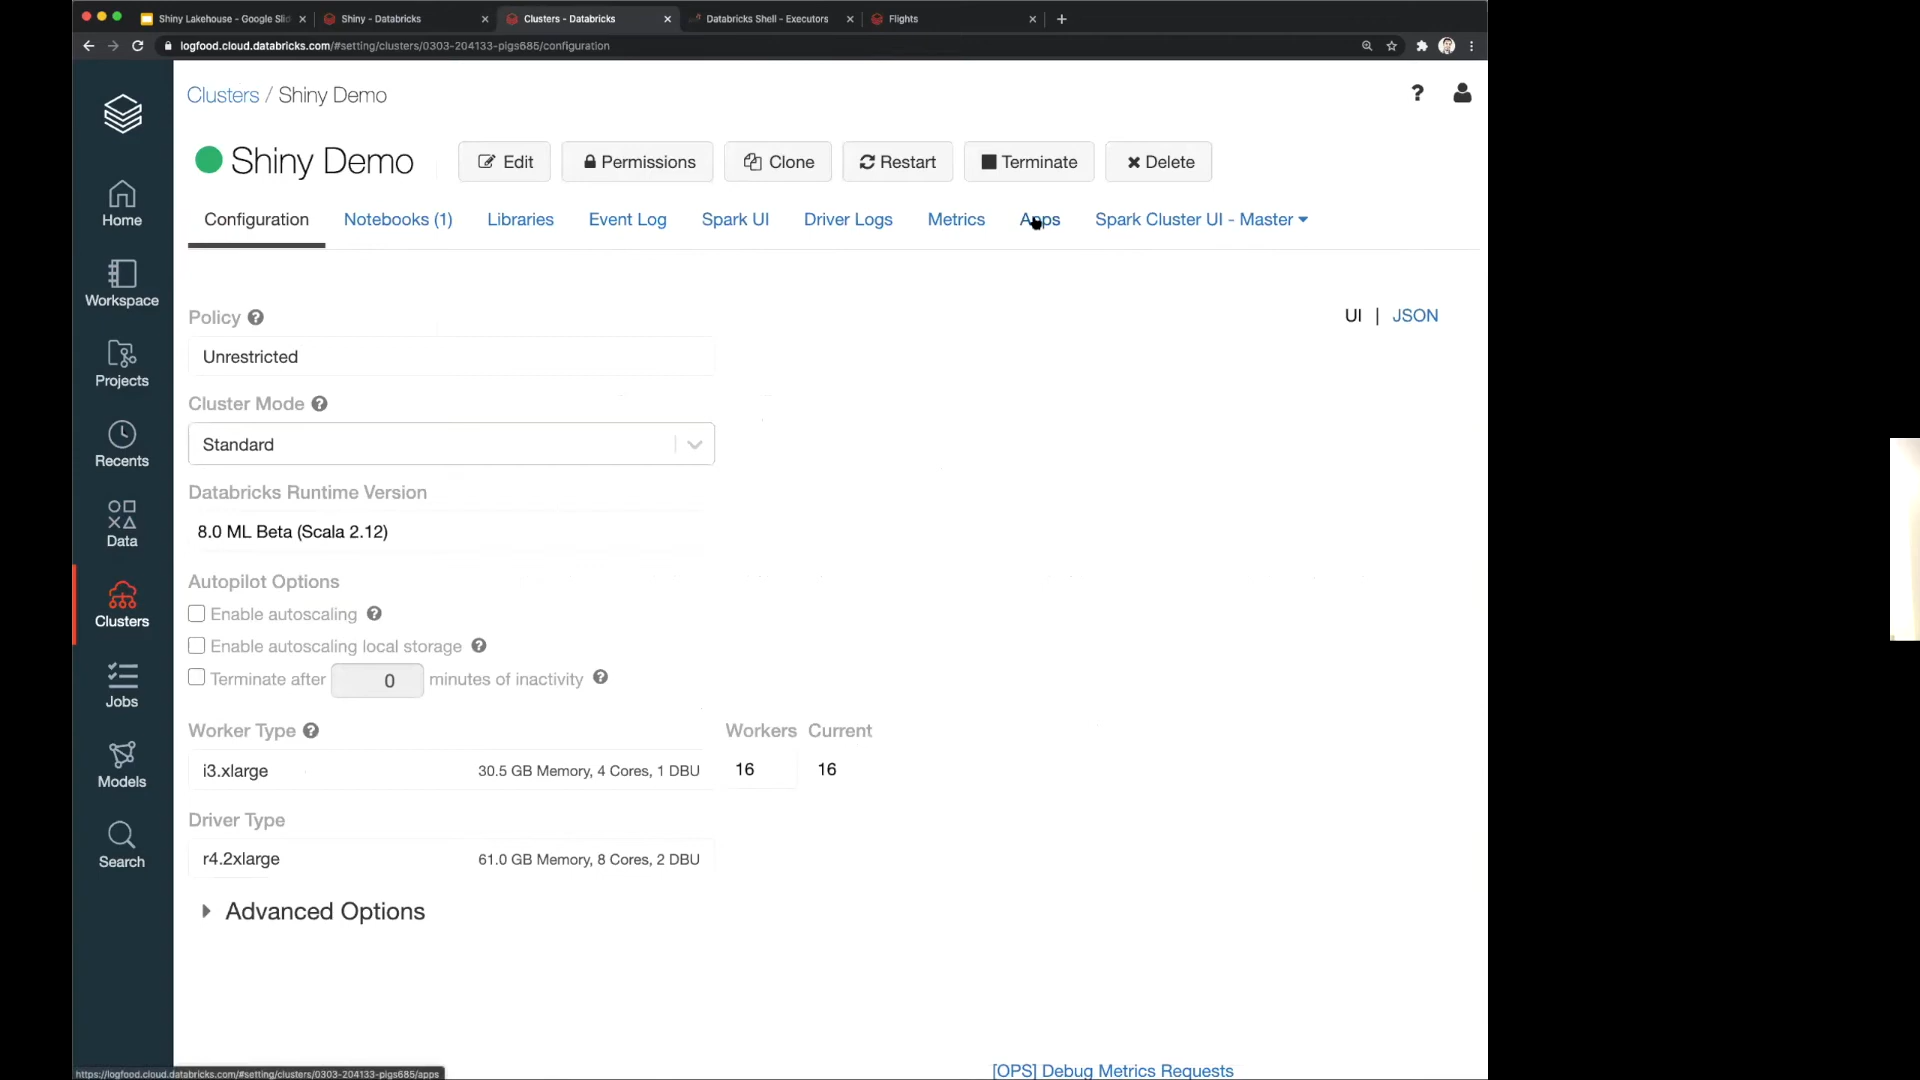 Shiny Lakehouse - Google Slid
Shiny - Databricks
Clusters - Databricks
Databricks Shell - Executors
Flights
logfood.cloud.databricks.com/#setting/clusters/0303-204133-pigs685/configuration
Clusters / Shiny Demo
?
Shiny Demo
Edit
Permissions
Clone
Restart
Terminate
Delete
Configuration
Notebooks (1)
Libraries
Event Log
Spark UI
Driver Logs
Metrics
Apps
Spark Cluster UI - Master
Home
Workspace
Projects
Recents
Data
Clusters
Jobs
Models
Search
UI | JSON
Policy ?
Unrestricted
Cluster Mode ?
Standard
Databricks Runtime Version
8.0 ML Beta (Scala 2.12)
Autopilot Options
Enable autoscaling ?
Enable autoscaling local storage ?
Terminate after 0 minutes of inactivity ?
Worker Type ?
Workers
Current
i3.xlarge
30.5 GB Memory, 4 Cores, 1 DBU
16
16
Driver Type
r4.2xlarge
61.0 GB Memory, 8 Cores, 2 DBU
Advanced Options
[OPS] Debug Metrics Requests
https://logfood.cloud.databricks.com/#setting/clusters/0303-204133-pigs685/apps